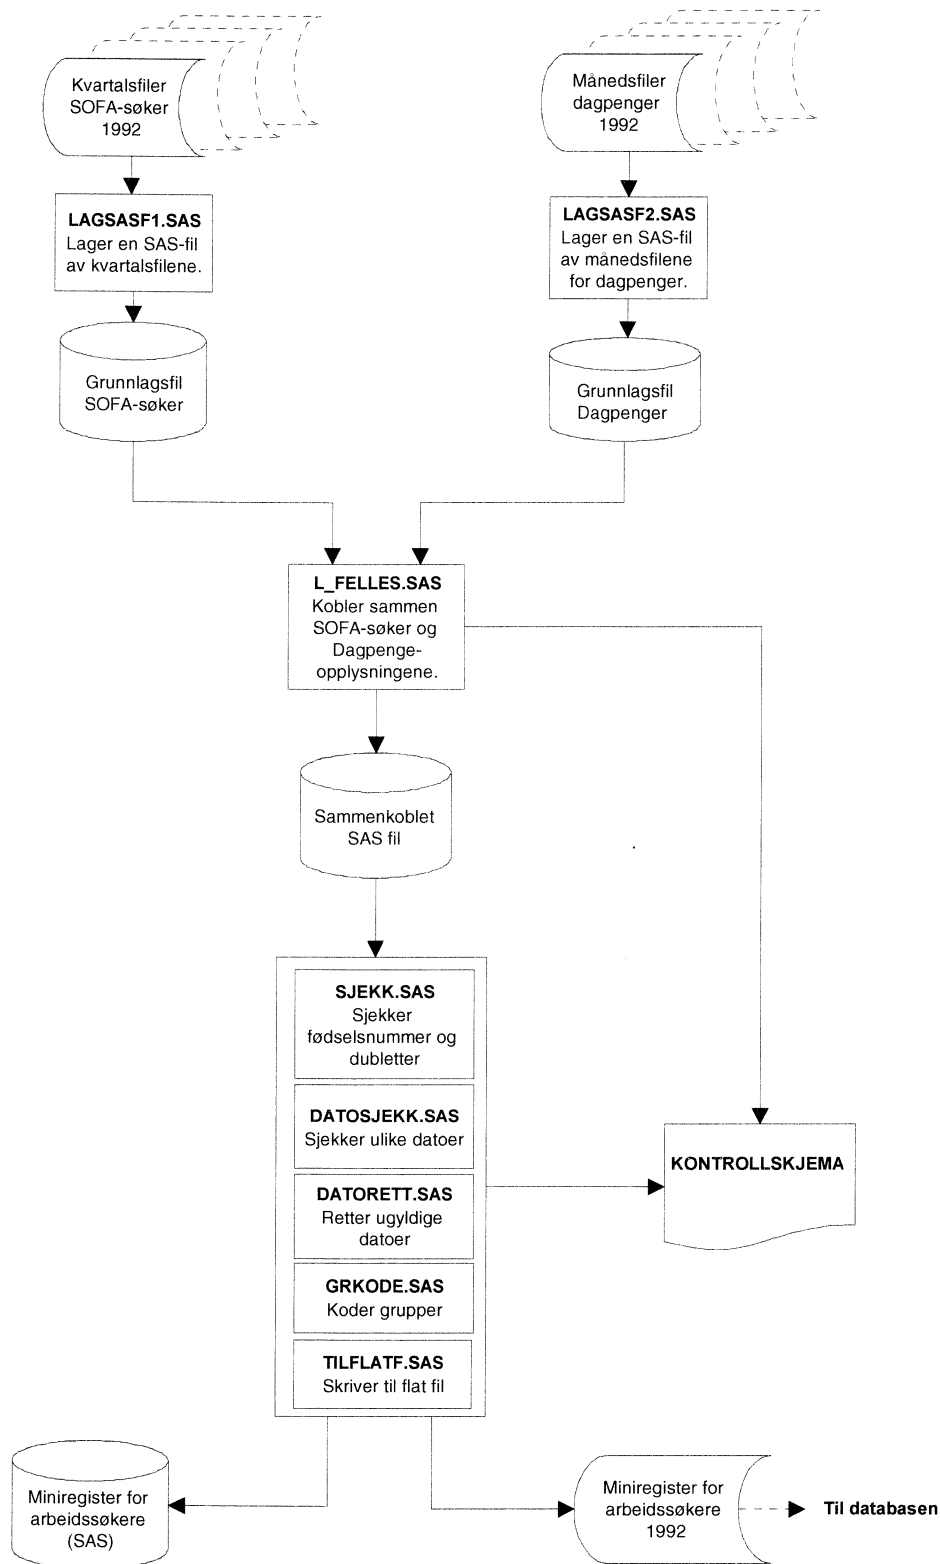 Kvartalsfiler
SOFA-søker
1992
Månedsfiler
dagpenger
1992
LAGSASF1.SAS
Lager en SAS-fil
av kvartalsfilene.
LAGSASF2.SAS
Lager en SAS-fil
av månedsfilene
for dagpenger.
Grunnlagsfil
SOFA-søker
Grunnlagsfil
Dagpenger
L_FELLES.SAS
Kobler sammen
SOFA-søker og
Dagpenge-
opplysningene.
Sammenkoblet
SAS fil
SJEKK.SAS
Sjekker
fødselsnummer og
dubletter
DATOSJEKK.SAS
Sjekker ulike datoer
KONTROLLSKJEMA
DATORETT.SAS
Retter ugyldige
datoer
GRKODE.SAS
Koder grupper
TILFLATF.SAS
Skriver til flat fil
Miniregister for
arbeidssøkere
(SAS)
Miniregister for
arbeidssøkere
1992
Til databasen